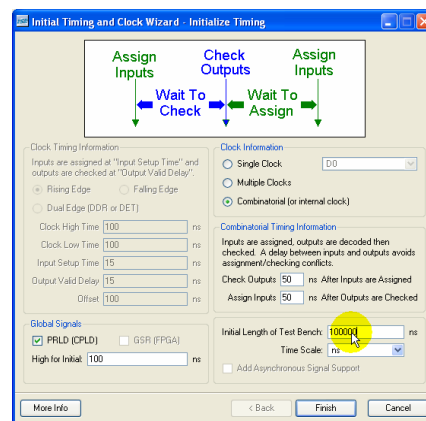 Initial Timing and Clock Wizard - Initialize Timing
Assign Inputs
Check Outputs
Assign Inputs
Wait To Check
Wait To Assign
Clock Timing Information
Inputs are assigned at "Input Setup Time" and
outputs are checked at "Output Valid Delay".
Rising Edge
Falling Edge
Dual Edge (DDR or DET)
Clock High Time 100 ns
Clock Low Time 100 ns
Input Setup Time 15 ns
Output Valid Delay 15 ns
Offset 100 ns
Global Signals
PRLD (CPLD)
GSR (FPGA)
High for Initial: 100 ns
Clock Information
Single Clock D0
Multiple Clocks
Combinatorial (or internal clock)
Combinatorial Timing Information
Inputs are assigned, outputs are decoded then
checked. A delay between inputs and outputs avoids
assignment/checking conflicts.
Check Outputs 50 ns After Inputs are Assigned
Assign Inputs 50 ns After Outputs are Checked
Initial Length of Test Bench: 100000 ns
Time Scale: ns
Add Asynchronous Signal Support
More Info
< Back
Finish
Cancel